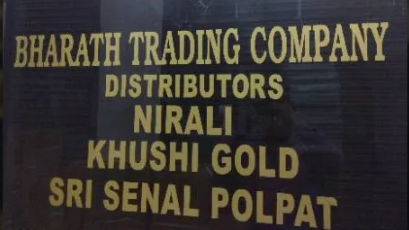 BHARATH TRADING COMPANY
DISTRIBUTORS
NIRALI
KHUSHI GOLD
SRI SENAL POLPAT